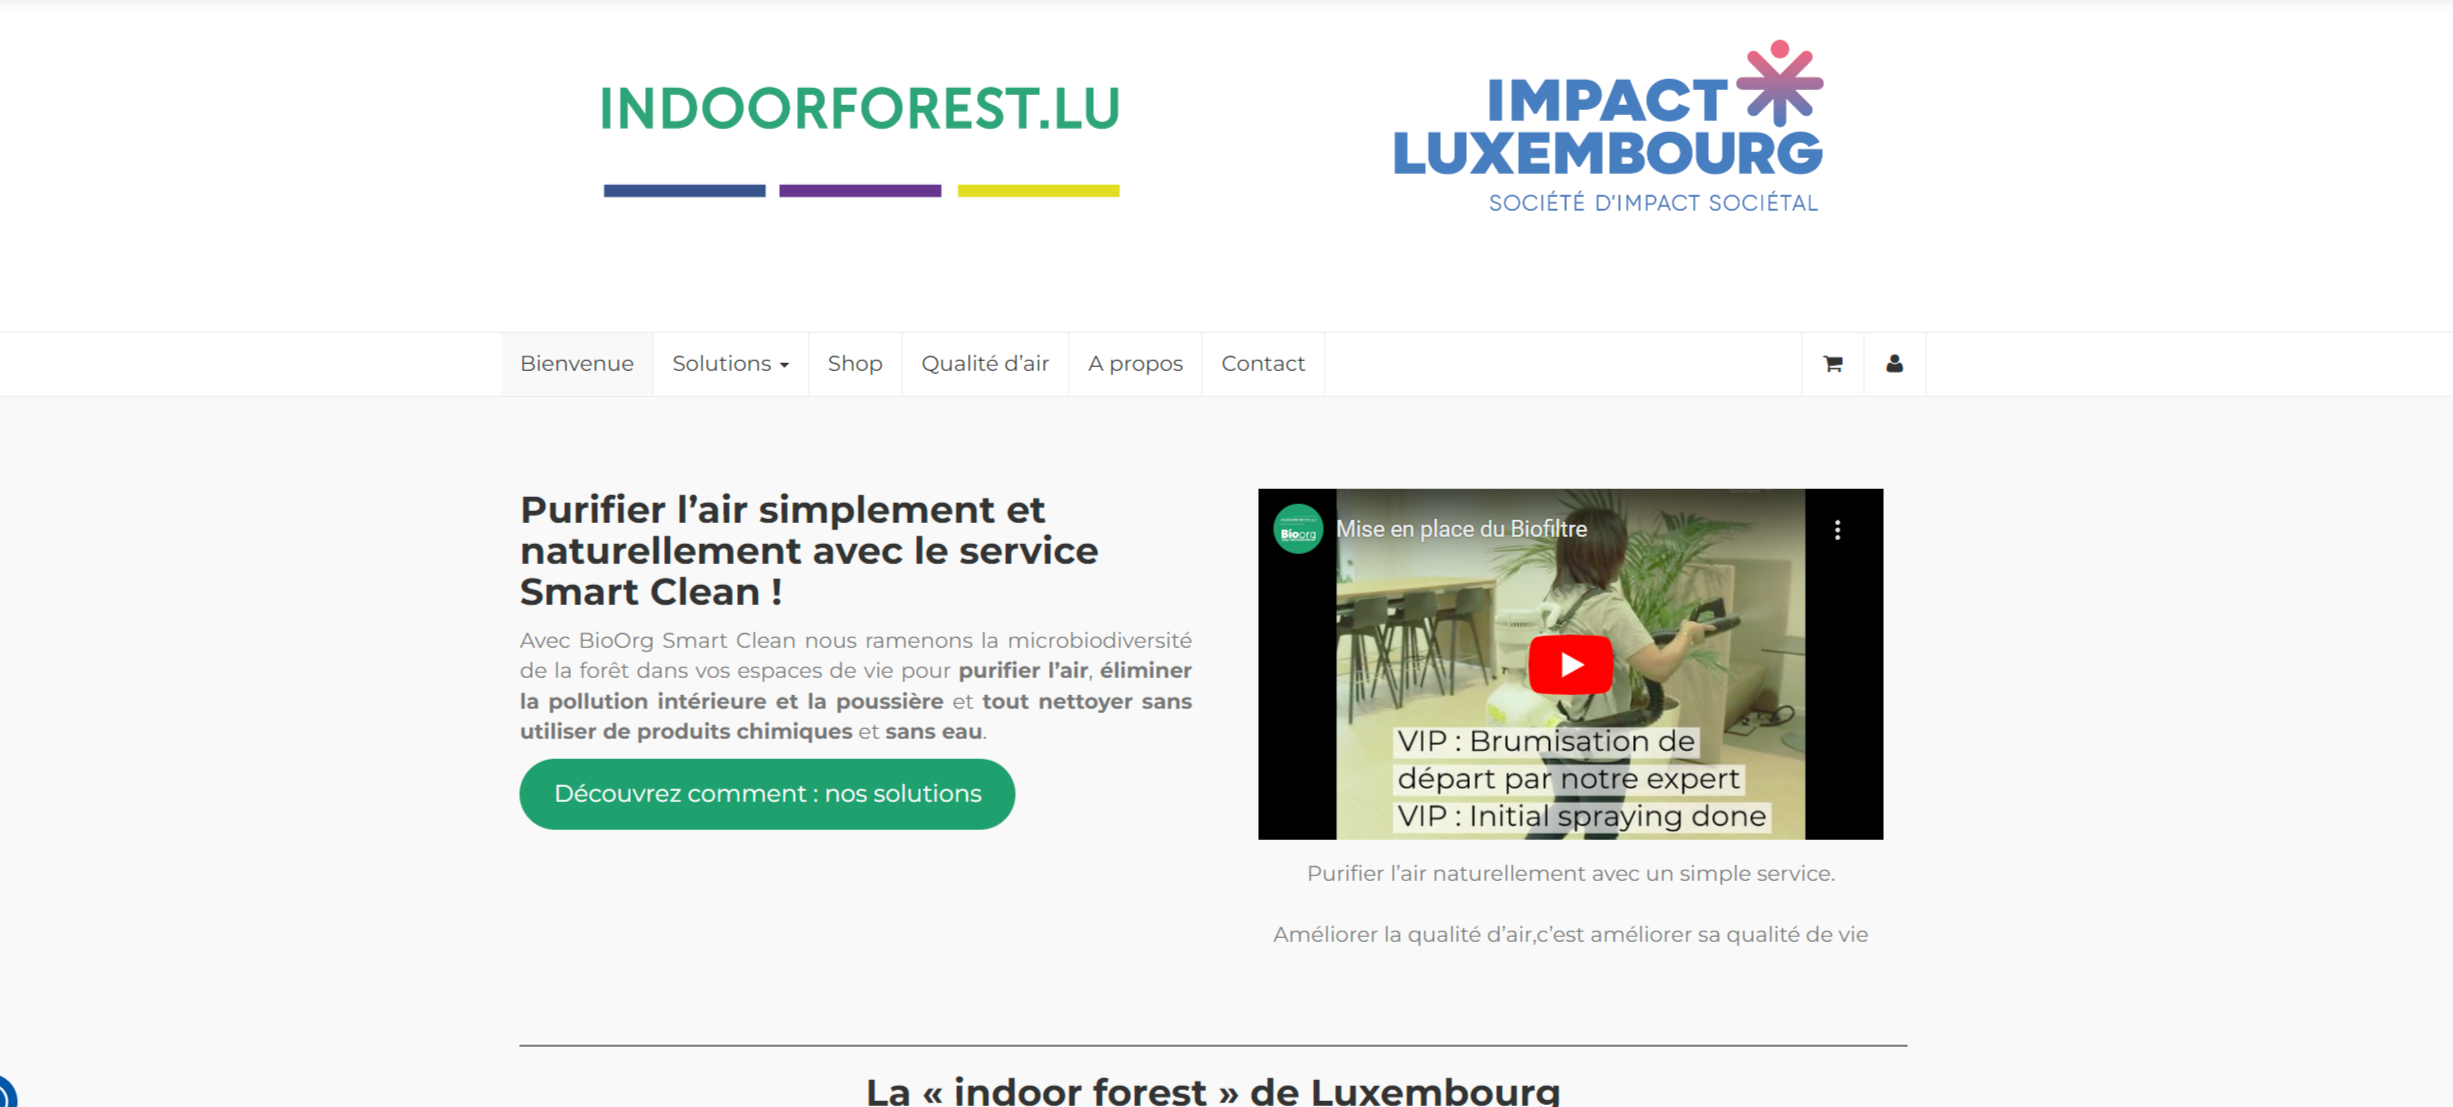 INDOORFOREST.LU
IMPACT
LUXEMBOURG
SOCIÉTÉ D'IMPACT SOCIÉTAL
Bienvenue
Solutions
Shop
Qualité d’air
A propos
Contact
Purifier l’air simplement et
naturellement avec le service
Smart Clean !
Avec BioOrg Smart Clean nous ramenons la microbiodiversité
de la forêt dans vos espaces de vie pour purifier l’air, éliminer
la pollution intérieure et la poussière et tout nettoyer sans
utiliser de produits chimiques et sans eau.
Découvrez comment : nos solutions
Bioorg
Mise en place du Biofiltre
VIP : Brumisation de
départ par notre expert
VIP : Initial spraying done
Purifier l’air naturellement avec un simple service.
Améliorer la qualité d’air,c’est améliorer sa qualité de vie
La « indoor forest » de Luxembourg